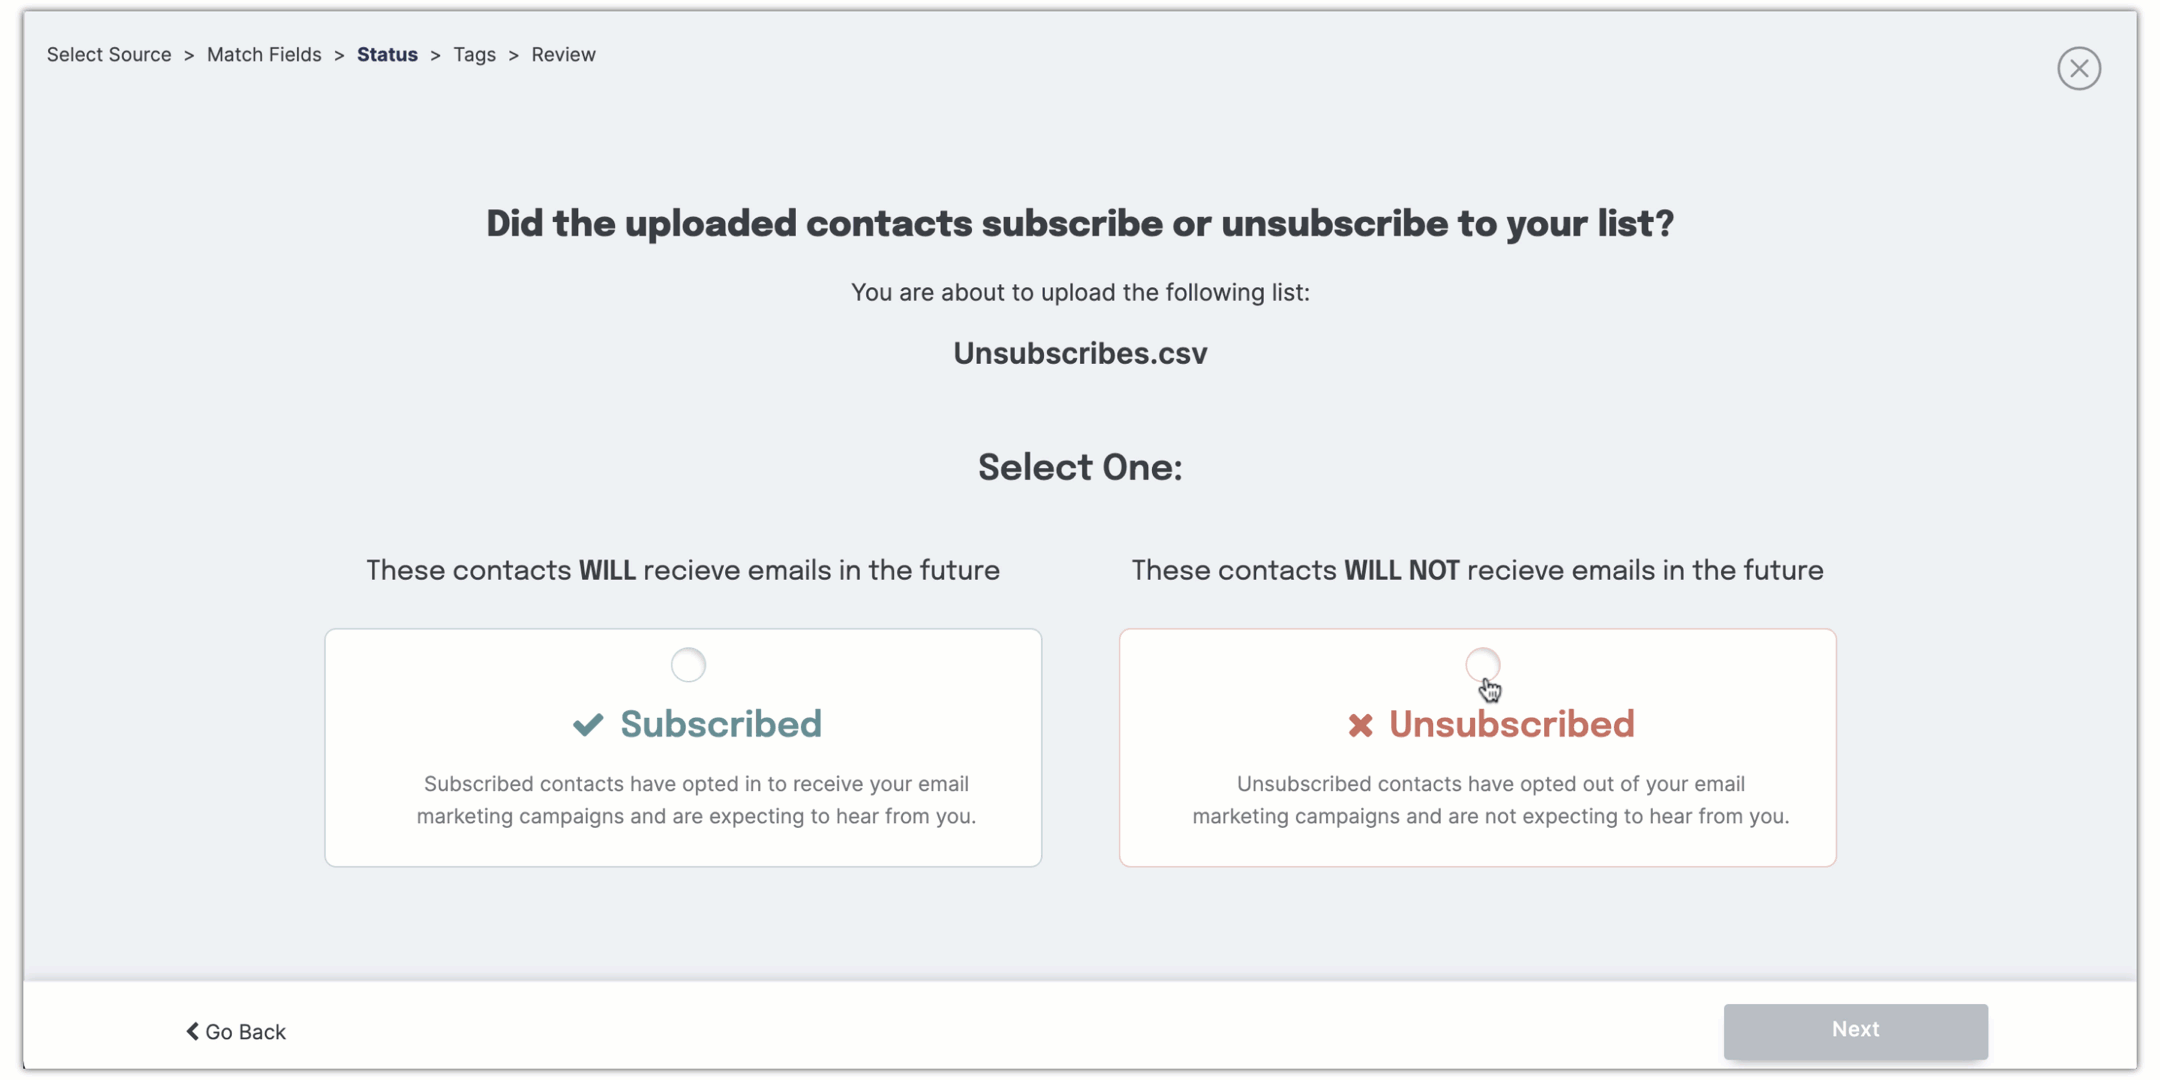 Select Source > Match Fields > Status > Tags > Review
Did the uploaded contacts subscribe or unsubscribe to your list?
You are about to upload the following list:
Unsubscribes.csv
Select One:
These contacts WILL recieve emails in the future
Subscribed
Subscribed contacts have opted in to receive your email
marketing campaigns and are expecting to hear from you.
These contacts WILL NOT recieve emails in the future
Unsubscribed
Unsubscribed contacts have opted out of your email
marketing campaigns and are not expecting to hear from you.
Go Back
Next